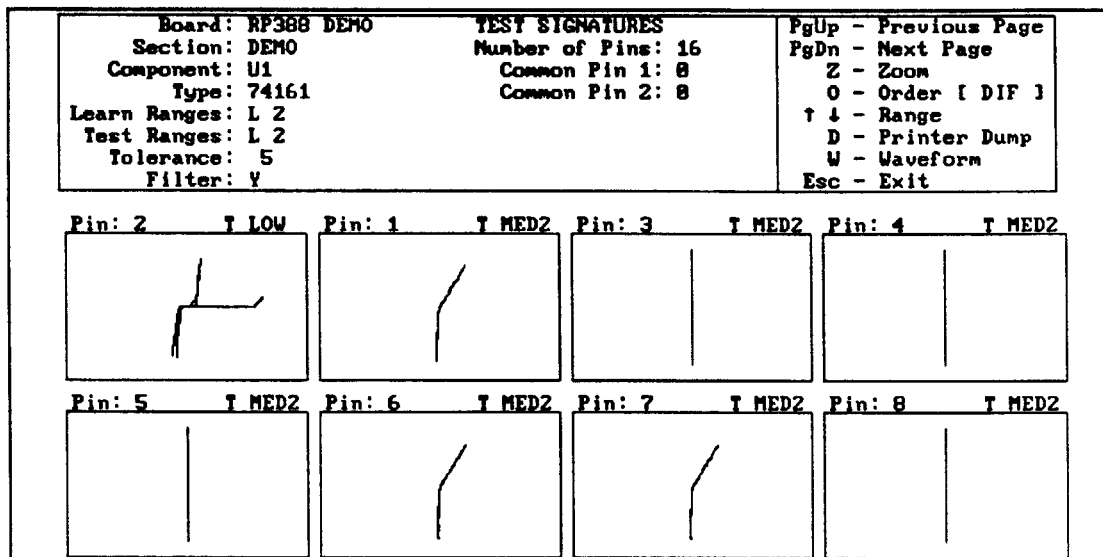 Board: RP388 DEMO TEST SIGNATURES
Section: DEMO Number of Pins: 16
Component: U1 Common Pin 1: 0
Type: 74161 Common Pin 2: 0
Learn Ranges: L 2
Test Ranges: L 2
Tolerance: 5
Filter: Y
PgUp - Previous Page
PgDn - Next Page
Z - Zoom
O - Order [ DIF ]
↑ ↓ - Range
D - Printer Dump
W - Waveform
Esc - Exit
Pin: 2 T LOW Pin: 1 T MED2 Pin: 3 T MED2 Pin: 4 T MED2
Pin: 5 T MED2 Pin: 6 T MED2 Pin: 7 T MED2 Pin: 8 T MED2